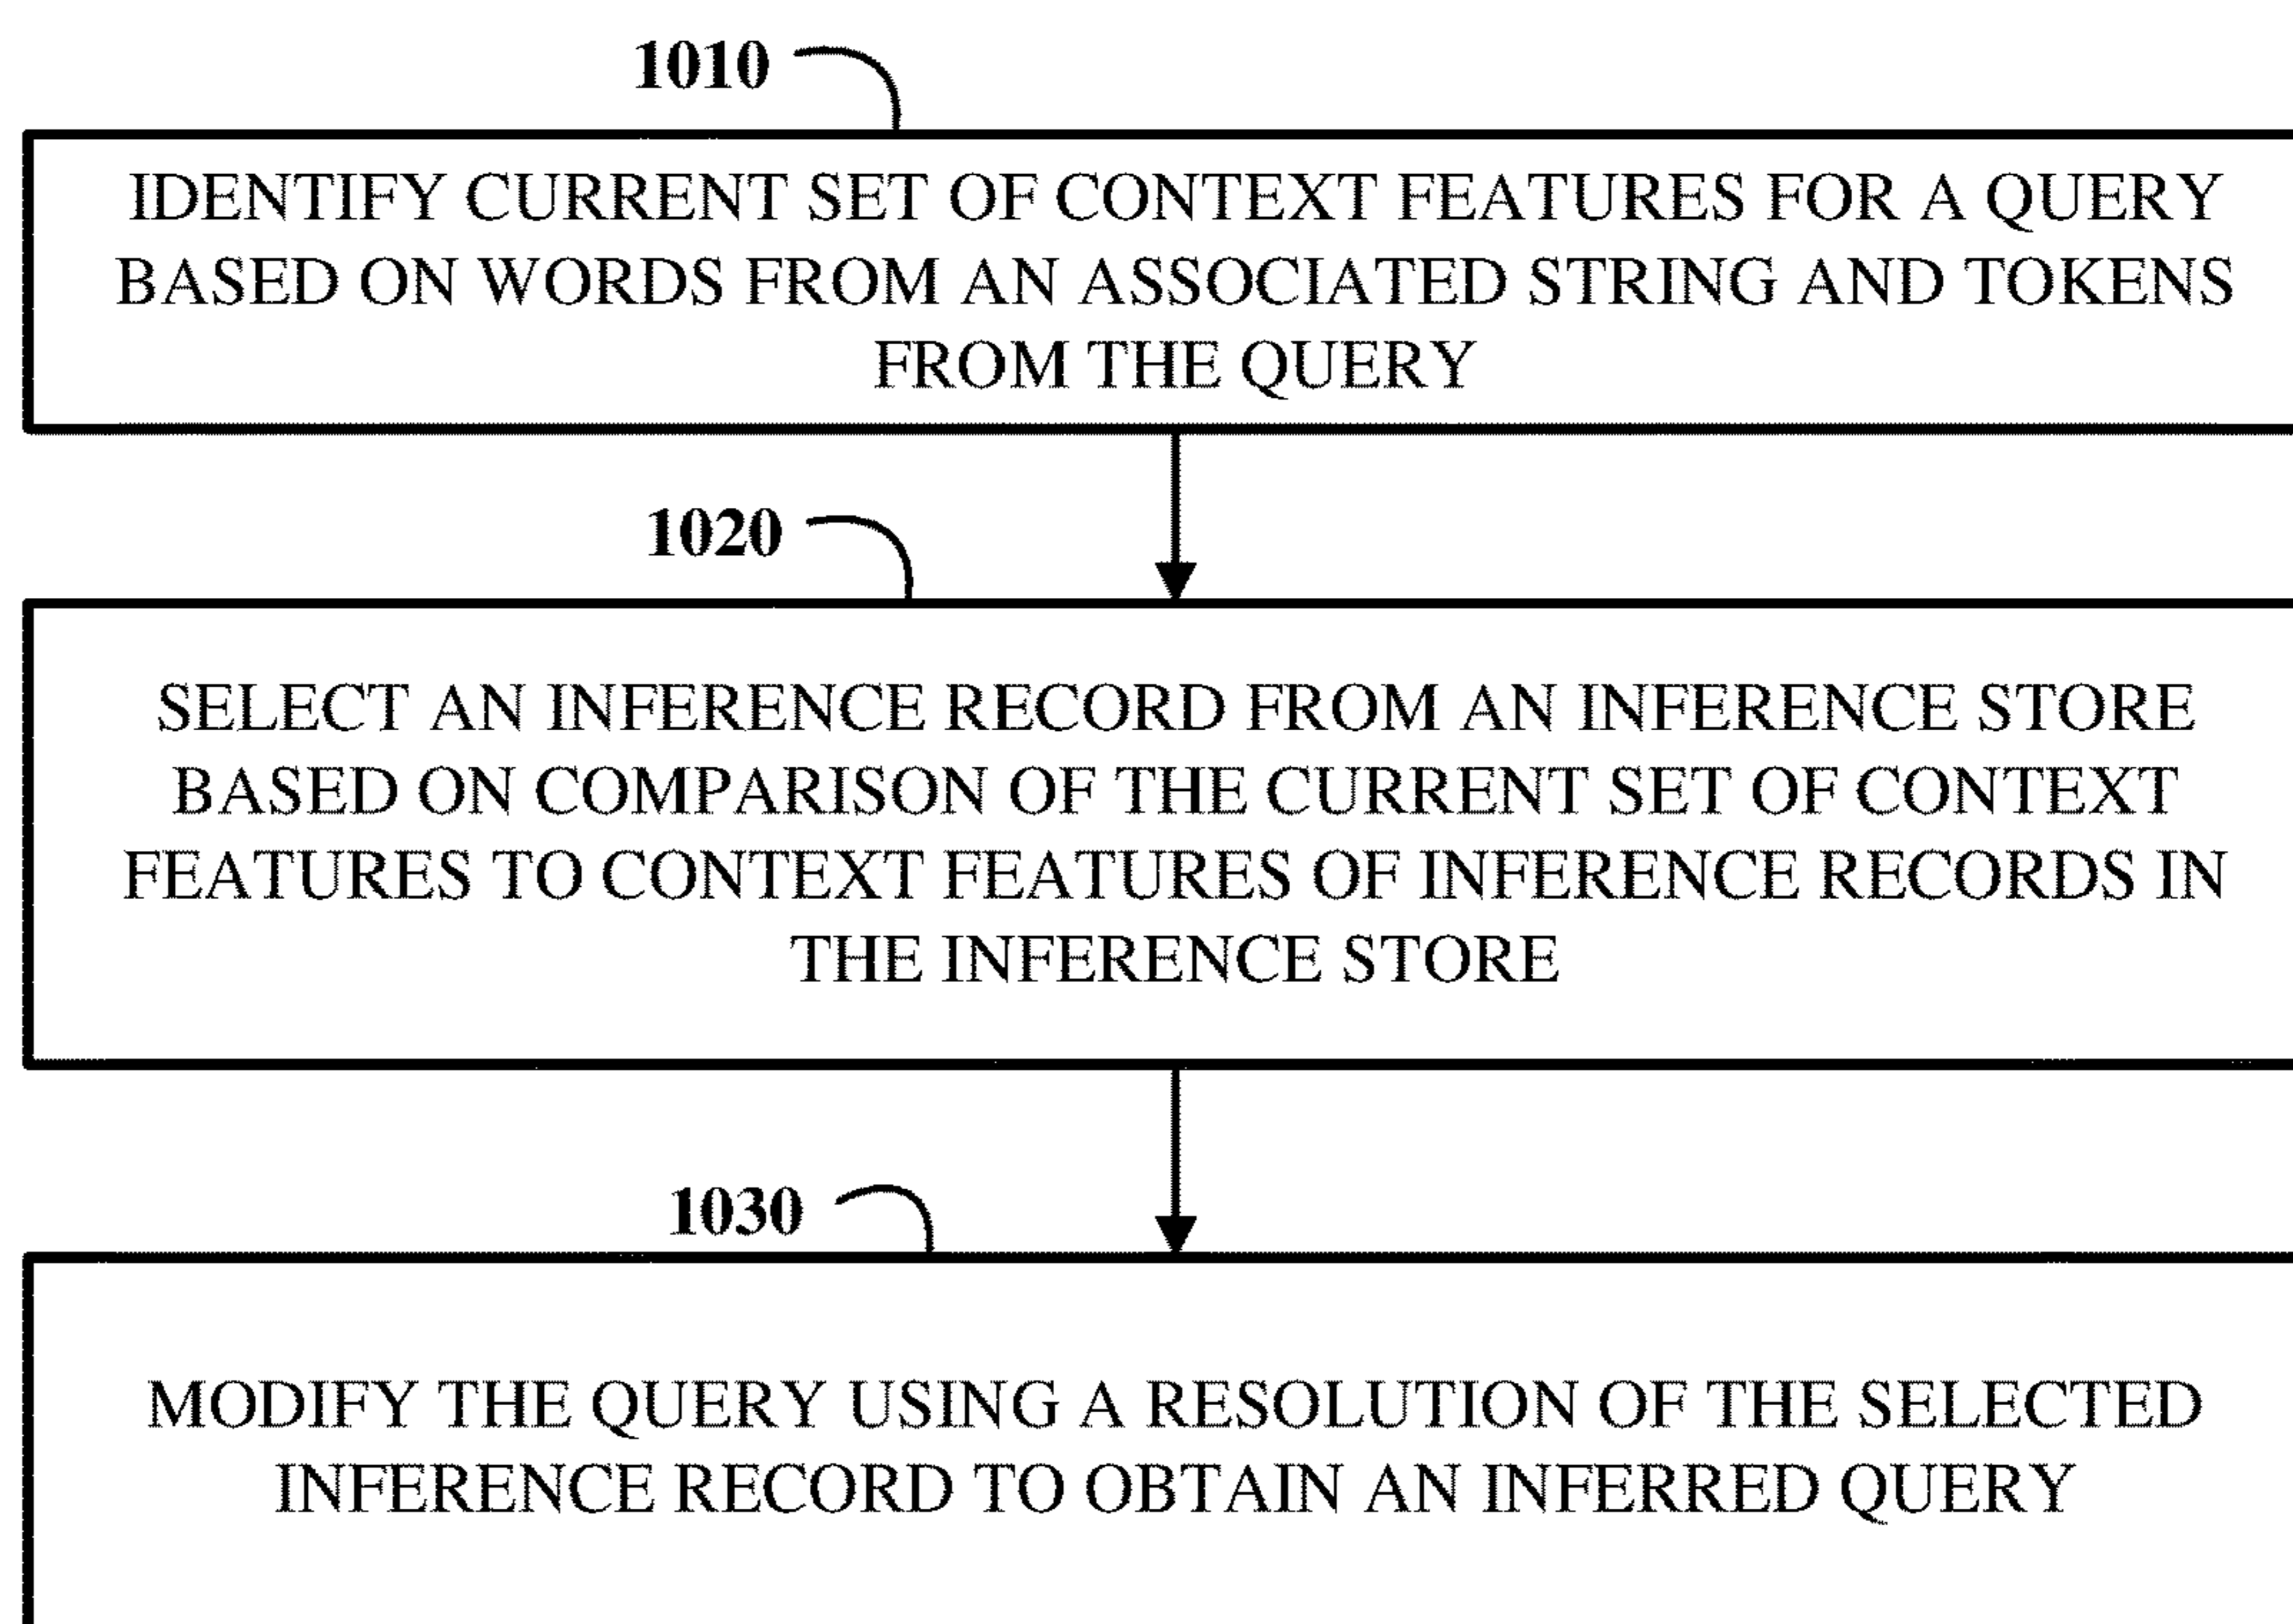 1010
IDENTIFY CURRENT SET OF CONTEXT FEATURES FOR A QUERY
BASED ON WORDS FROM AN ASSOCIATED STRING AND TOKENS
FROM THE QUERY
1020
SELECT AN INFERENCE RECORD FROM AN INFERENCE STORE
BASED ON COMPARISON OF THE CURRENT SET OF CONTEXT
FEATURES TO CONTEXT FEATURES OF INFERENCE RECORDS IN
THE INFERENCE STORE
1030
MODIFY THE QUERY USING A RESOLUTION OF THE SELECTED
INFERENCE RECORD TO OBTAIN AN INFERRED QUERY